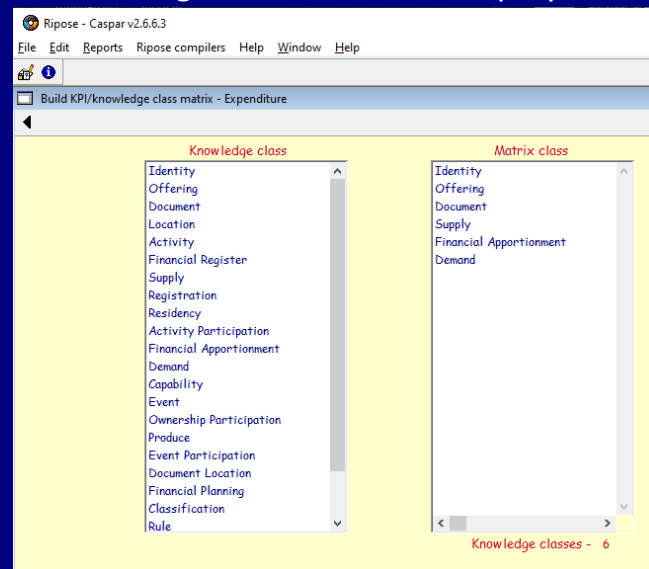 Ripose - Caspar v2.6.6.3
File Edit Reports Ripose compilers Help Window Help
Build KPI/knowledge class matrix - Expenditure
Knowledge class
Identity
Offering
Document
Location
Activity
Financial Register
Supply
Registration
Residency
Activity Participation
Financial Apportionment
Demand
Capability
Event
Ownership Participation
Produce
Event Participation
Document Location
Financial Planning
Classification
Rule
Matrix class
Identity
Offering
Document
Supply
Financial Apportionment
Demand
Knowledge classes - 6